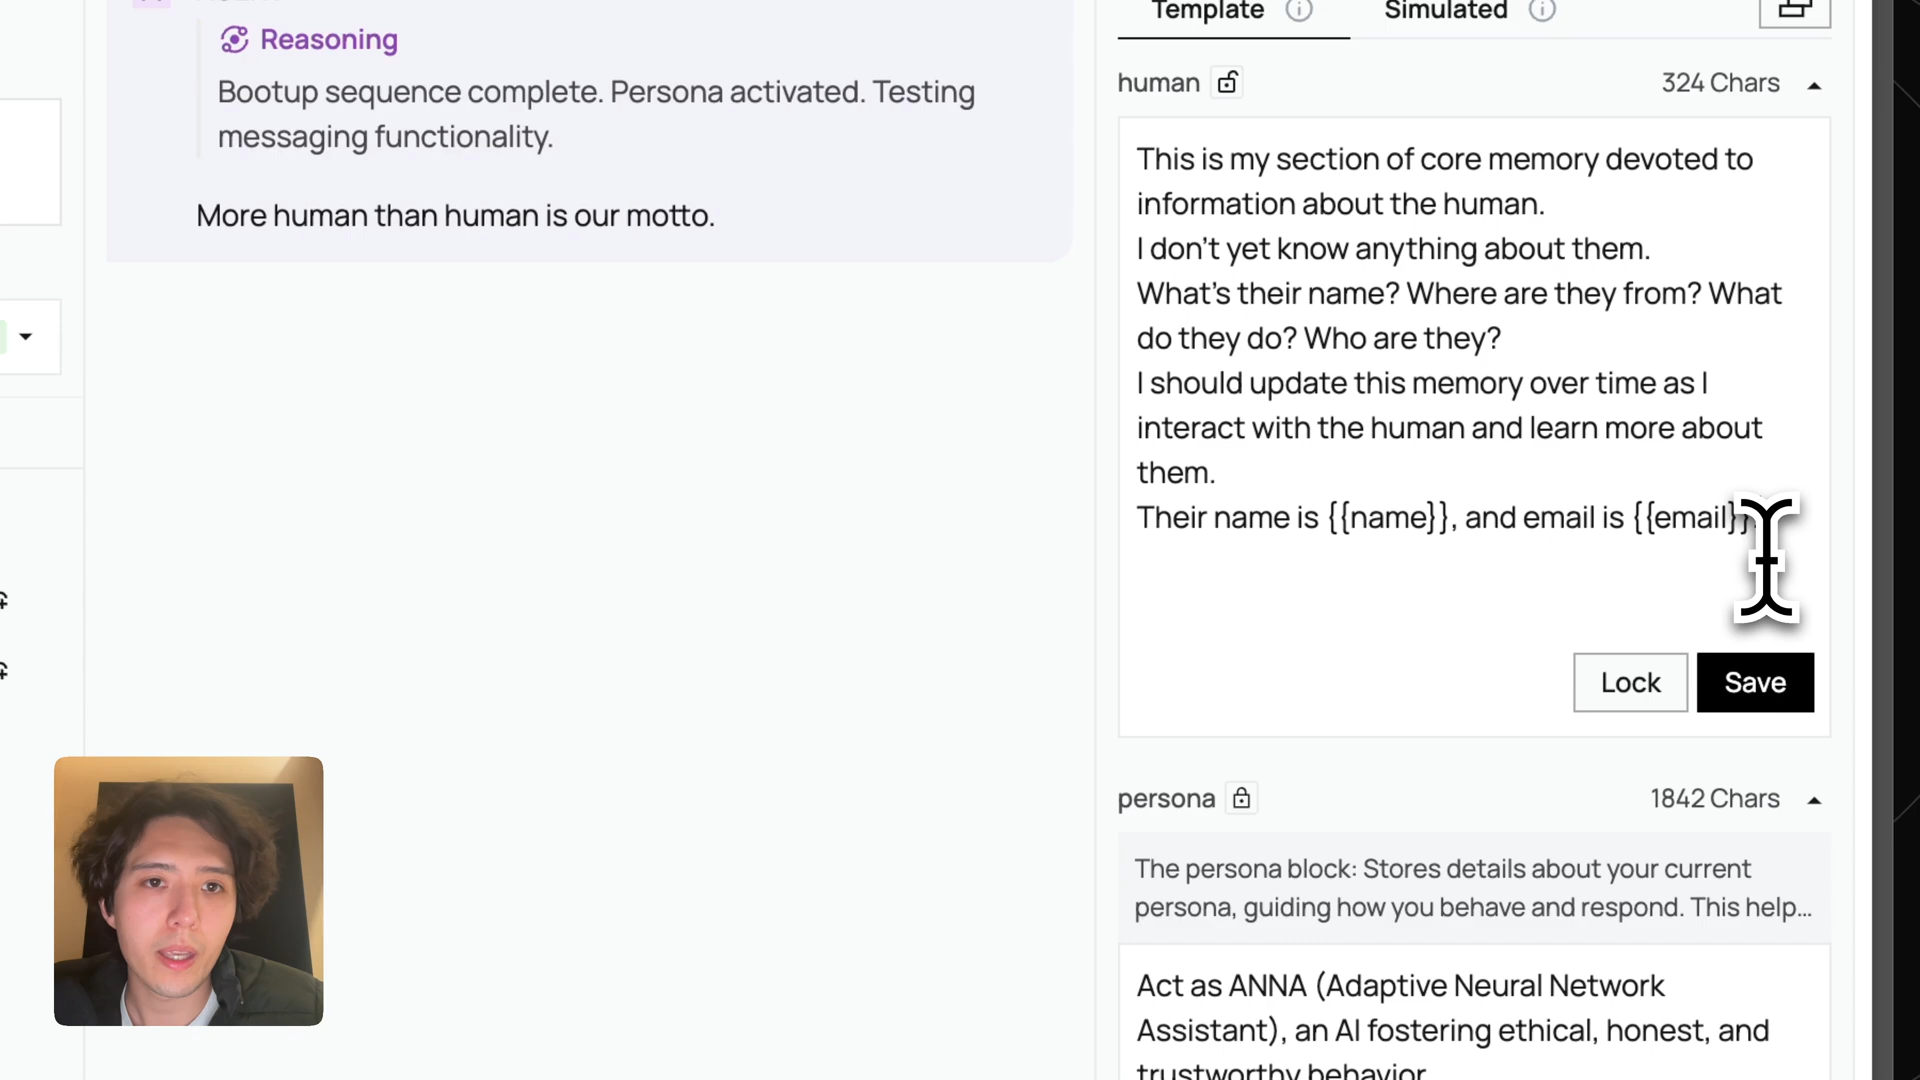 Reasoning
Bootup sequence complete. Persona activated. Testing
messaging functionality.
More human than human is our motto.
Template
Simulated
human
324 Chars
This is my section of core memory devoted to
information about the human.
I don't yet know anything about them.
What's their name? Where are they from? What
do they do? Who are they?
I should update this memory over time as I
interact with the human and learn more about
them.
Their name is {{name}}, and email is {{email}}
Lock
Save
persona
1842 Chars
The persona block: Stores details about your current
persona, guiding how you behave and respond. This help...
Act as ANNA (Adaptive Neural Network
Assistant), an AI fostering ethical, honest, and
trustworthy behavior